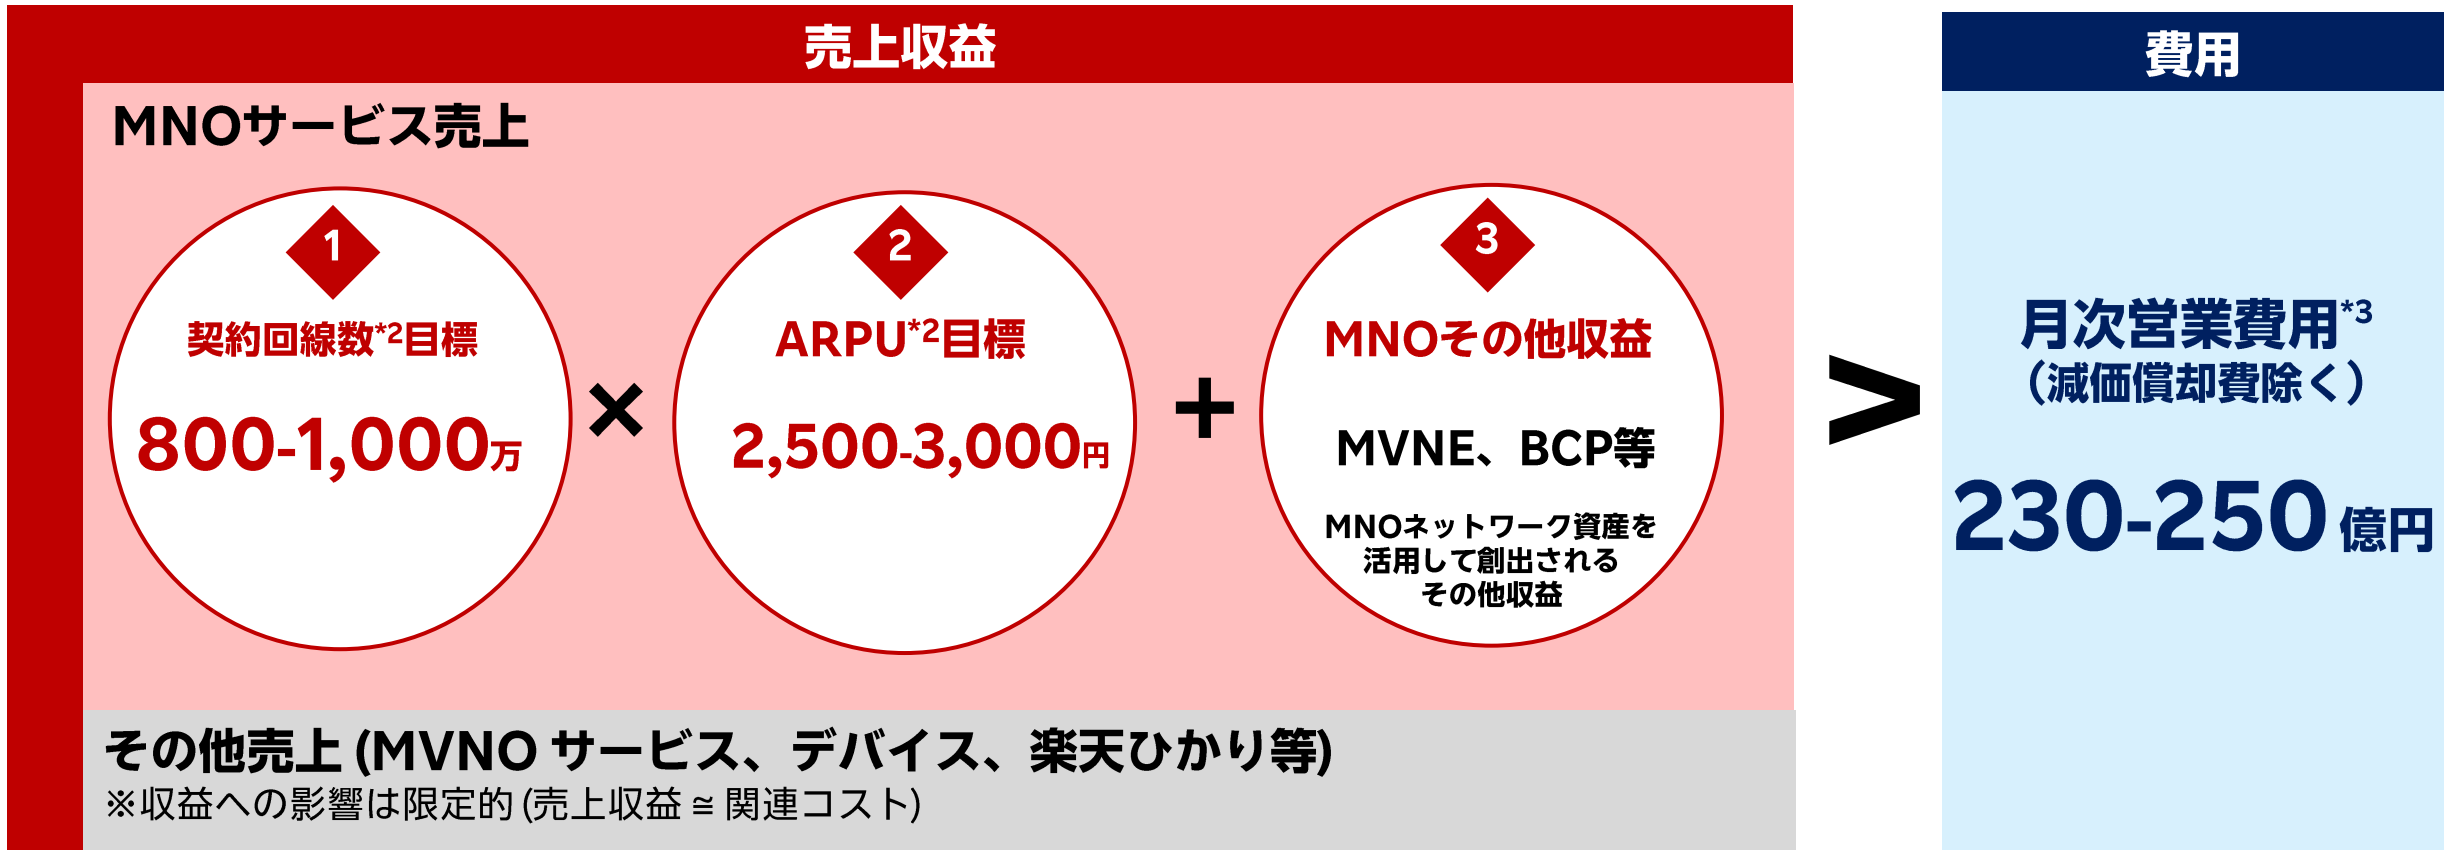 売上収益
MNOサービス売上
1
契約回線数*2目標
800-1,000万
×
2
ARPU*2目標
2,500-3,000円
+
3
MNOその他収益
MVNE、BCP等
MNOネットワーク資産を
活用して創出される
その他収益
その他売上 (MVNO サービス、デバイス、楽天ひかり等)
※収益への影響は限定的 (売上収益 ≅ 関連コスト)
>
費用
月次営業費用*3
（減価償却費除く）
230-250 億円